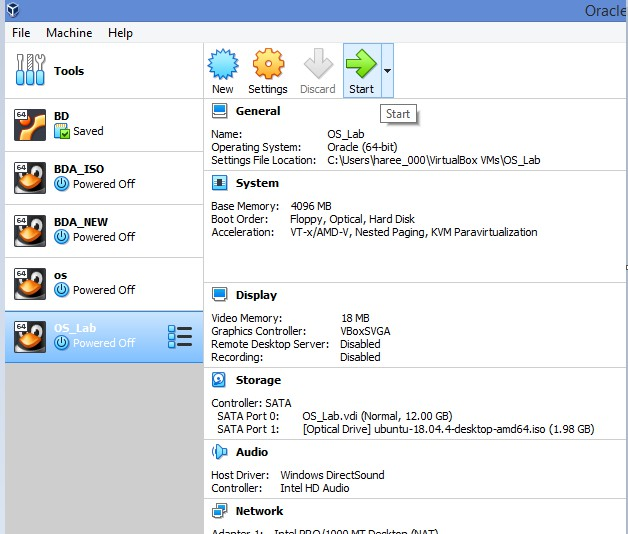 Oracle
File Machine Help
Tools
New Settings Discard Start
Start
64 BD
Saved
64 BDA_ISO
Powered Off
64 BDA_NEW
Powered Off
64 os
Powered Off
64 OS_Lab
Powered Off
General
Name: OS_Lab
Operating System: Oracle (64-bit)
Settings File Location: C:\Users\haree_000\VirtualBox VMs\OS_Lab
System
Base Memory: 4096 MB
Boot Order: Floppy, Optical, Hard Disk
Acceleration: VT-x/AMD-V, Nested Paging, KVM Paravirtualization
Display
Video Memory: 18 MB
Graphics Controller: VBoxSVGA
Remote Desktop Server: Disabled
Recording: Disabled
Storage
Controller: SATA
SATA Port 0: OS_Lab.vdi (Normal, 12.00 GB)
SATA Port 1: [Optical Drive] ubuntu-18.04.4-desktop-amd64.iso (1.98 GB)
Audio
Host Driver: Windows DirectSound
Controller: Intel HD Audio
Network
Adapter 1: Intel PRO/1000 MT Desktop (NAT)